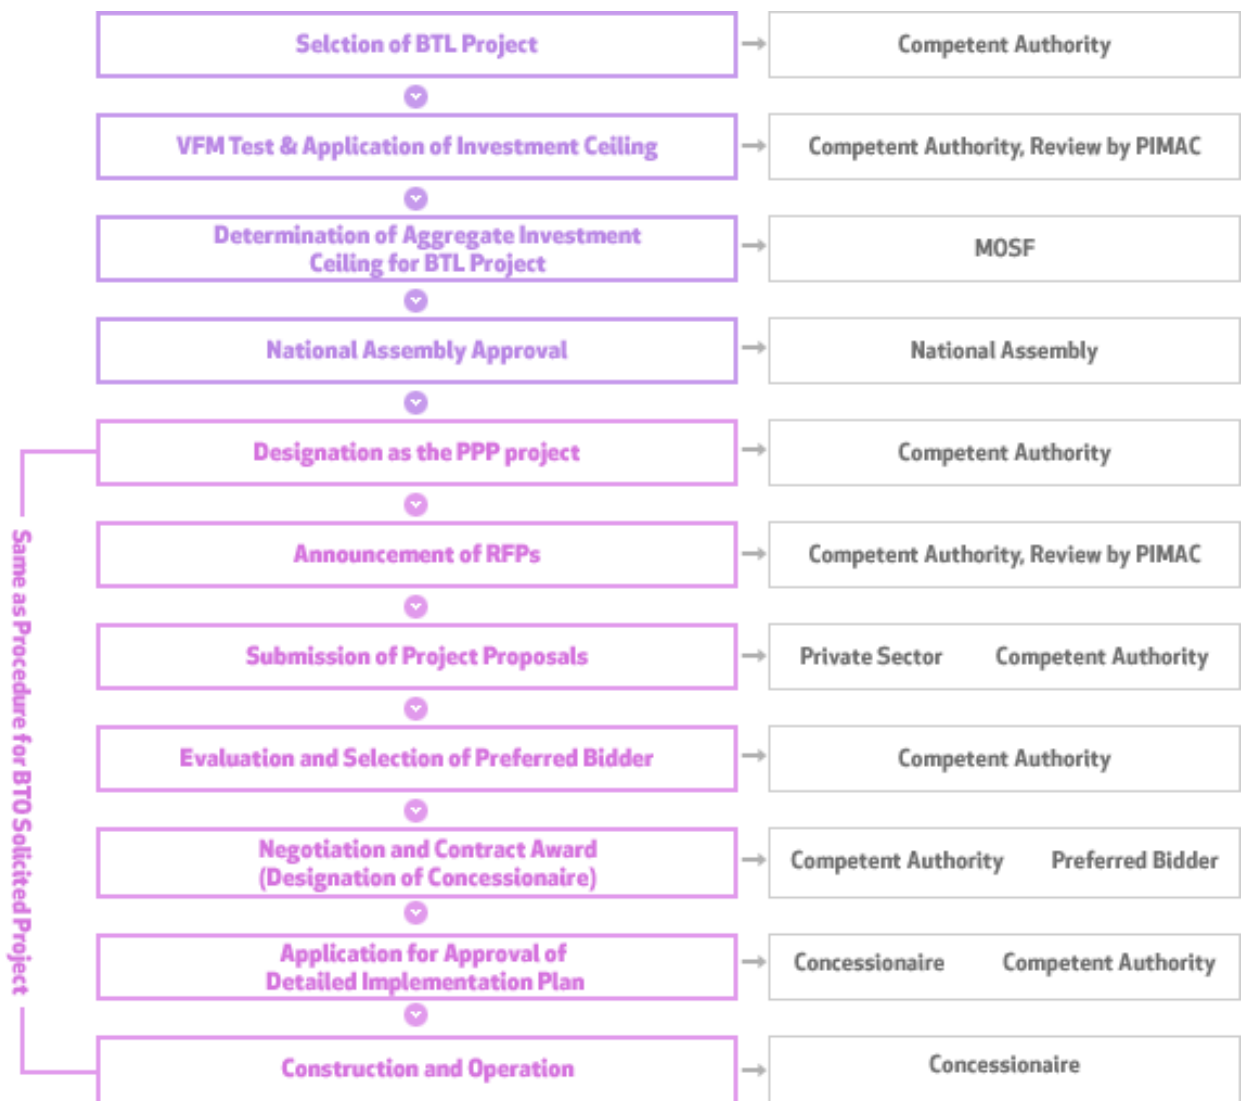 Selction of BTL Project
Competent Authority
VFM Test & Application of Investment Ceiling
Competent Authority, Review by PIMAC
Determination of Aggregate Investment
Ceiling for BTL Project
MOSF
National Assembly Approval
National Assembly
Designation as the PPP project
Competent Authority
Announcement of RFPs
Competent Authority, Review by PIMAC
Submission of Project Proposals
Private Sector Competent Authority
Evaluation and Selection of Preferred Bidder
Competent Authority
Negotiation and Contract Award
(Designation of Concessionaire)
Competent Authority Preferred Bidder
Application for Approval of
Detailed Implementation Plan
Concessionaire Competent Authority
Construction and Operation
Concessionaire
Same as Procedure for BTO Solicited Project